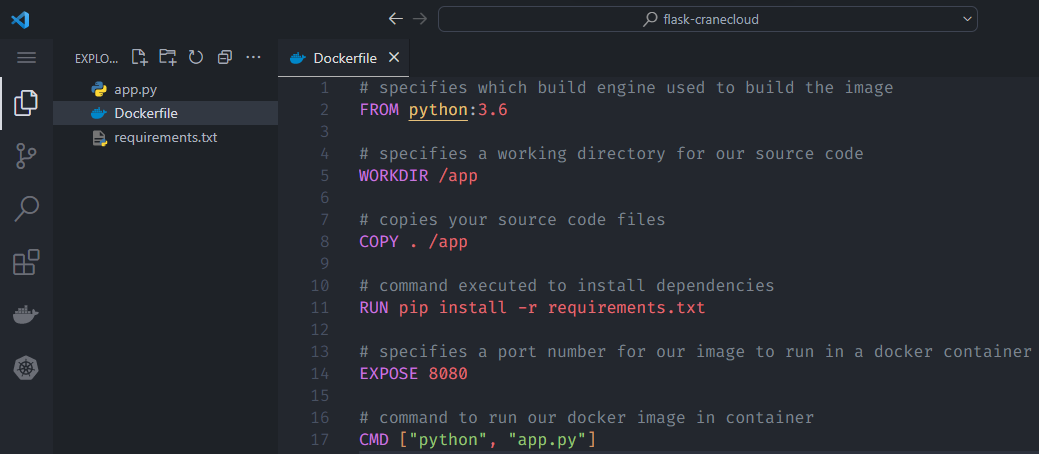 flask-cranecloud
EXPLO...
Dockerfile
app.py
Dockerfile
requirements.txt
1 # specifies which build engine used to build the image
2 FROM python:3.6
3
4 # specifies a working directory for our source code
5 WORKDIR /app
6
7 # copies your source code files
8 COPY . /app
9
10 # command executed to install dependencies
11 RUN pip install -r requirements.txt
12
13 # specifies a port number for our image to run in a docker container
14 EXPOSE 8080
15
16 # command to run our docker image in container
17 CMD ["python", "app.py"]